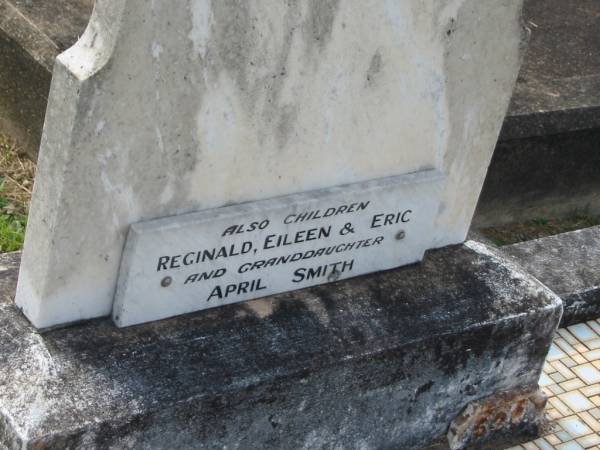 ALSO CHILDREN
REGINALD, EILEEN & ERIC
AND GRANDDAUGHTER
APRIL SMITH